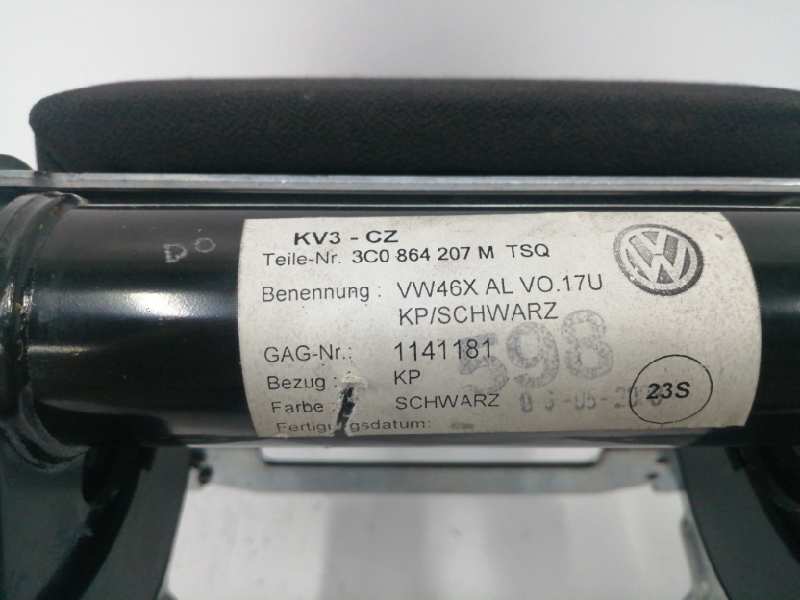 KV3 - CZ
Teile-Nr. 3C0 864 207 M TSQ
Benennung : VW46X AL VO.17U
KP/SCHWARZ
GAG-Nr.: 1141181
598
Bezug : KP
Farbe : SCHWARZ
23S
Fertigungsdatum: